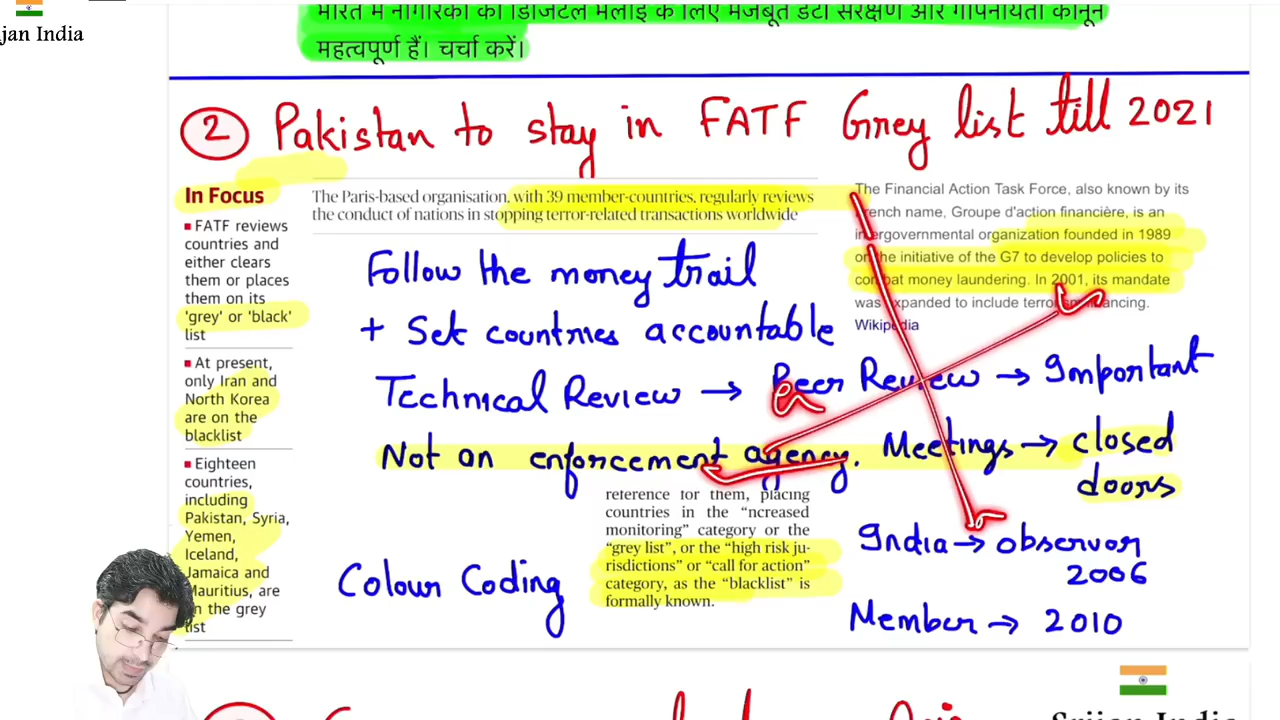 jan India
भारत में नागरिकों की डिजिटल भलाई के लिए मजबूत डेटा संरक्षण और गोपनीयता कानून
महत्वपूर्ण हैं। चर्चा करें।
2 Pakistan to stay in FATF Grey list till 2021
In Focus
FATF reviews
countries and
either clears
them or places
them on its
'grey' or 'black'
list
At present,
only Iran and
North Korea
are on the
blacklist
Eighteen
countries,
including
Pakistan, Syria,
Yemen,
Iceland,
Jamaica and
Mauritius, are
the grey
list
The Paris-based organisation, with 39 member-countries, regularly reviews
the conduct of nations in stopping terror-related transactions worldwide
The Financial Action Task Force, also known by its
French name, Groupe d'action financière, is an
intergovernmental organization founded in 1989
on the initiative of the G7 to develop policies to
combat money laundering. In 2001, its mandate
was expanded to include terrorism financing.
Wikipedia
Follow the money trail
+ Set countries accountable
Technical Review → Peer Review → Important
Not an enforcement agency. Meetings → closed
doors
reference for them, placing
countries in the “ncreased
monitoring” category or the
“grey list”, or the “high risk ju-
risdictions” or “call for action”
category, as the “blacklist” is
formally known.
Colour Coding
India → observor
2006
Member → 2010
Srijan India